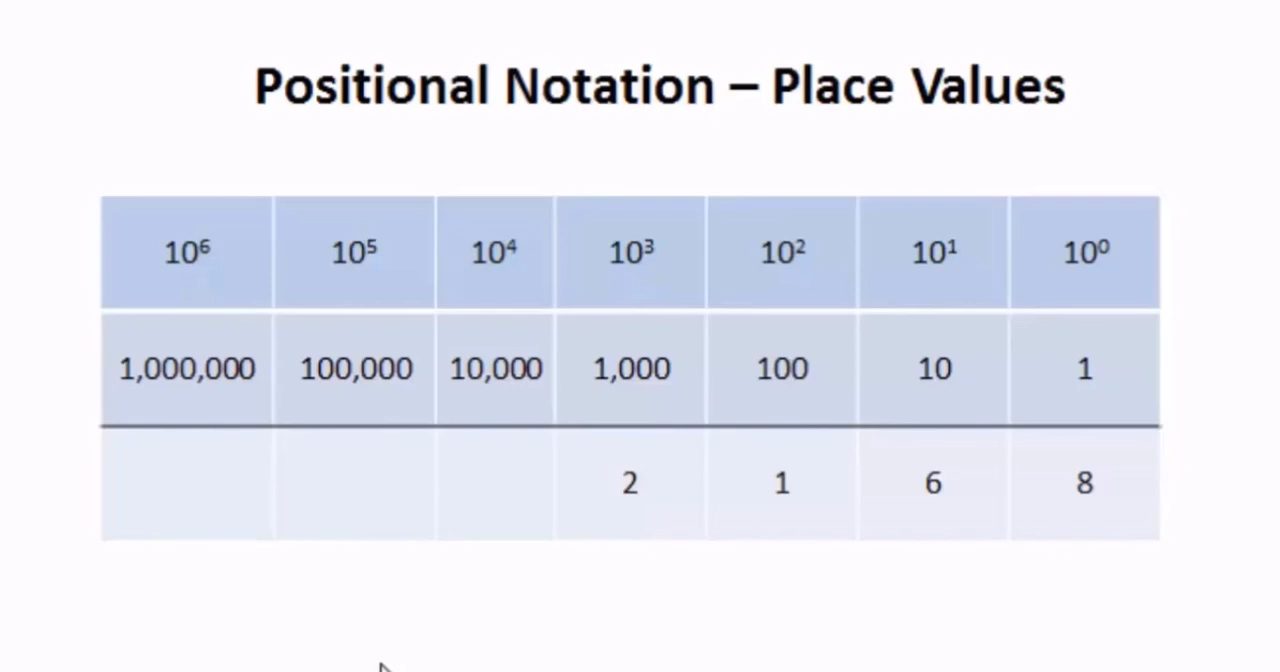 Positional Notation – Place Values
10⁶ 10⁵ 10⁴ 10³ 10² 10¹ 10⁰
1,000,000 100,000 10,000 1,000 100 10 1
2 1 6 8